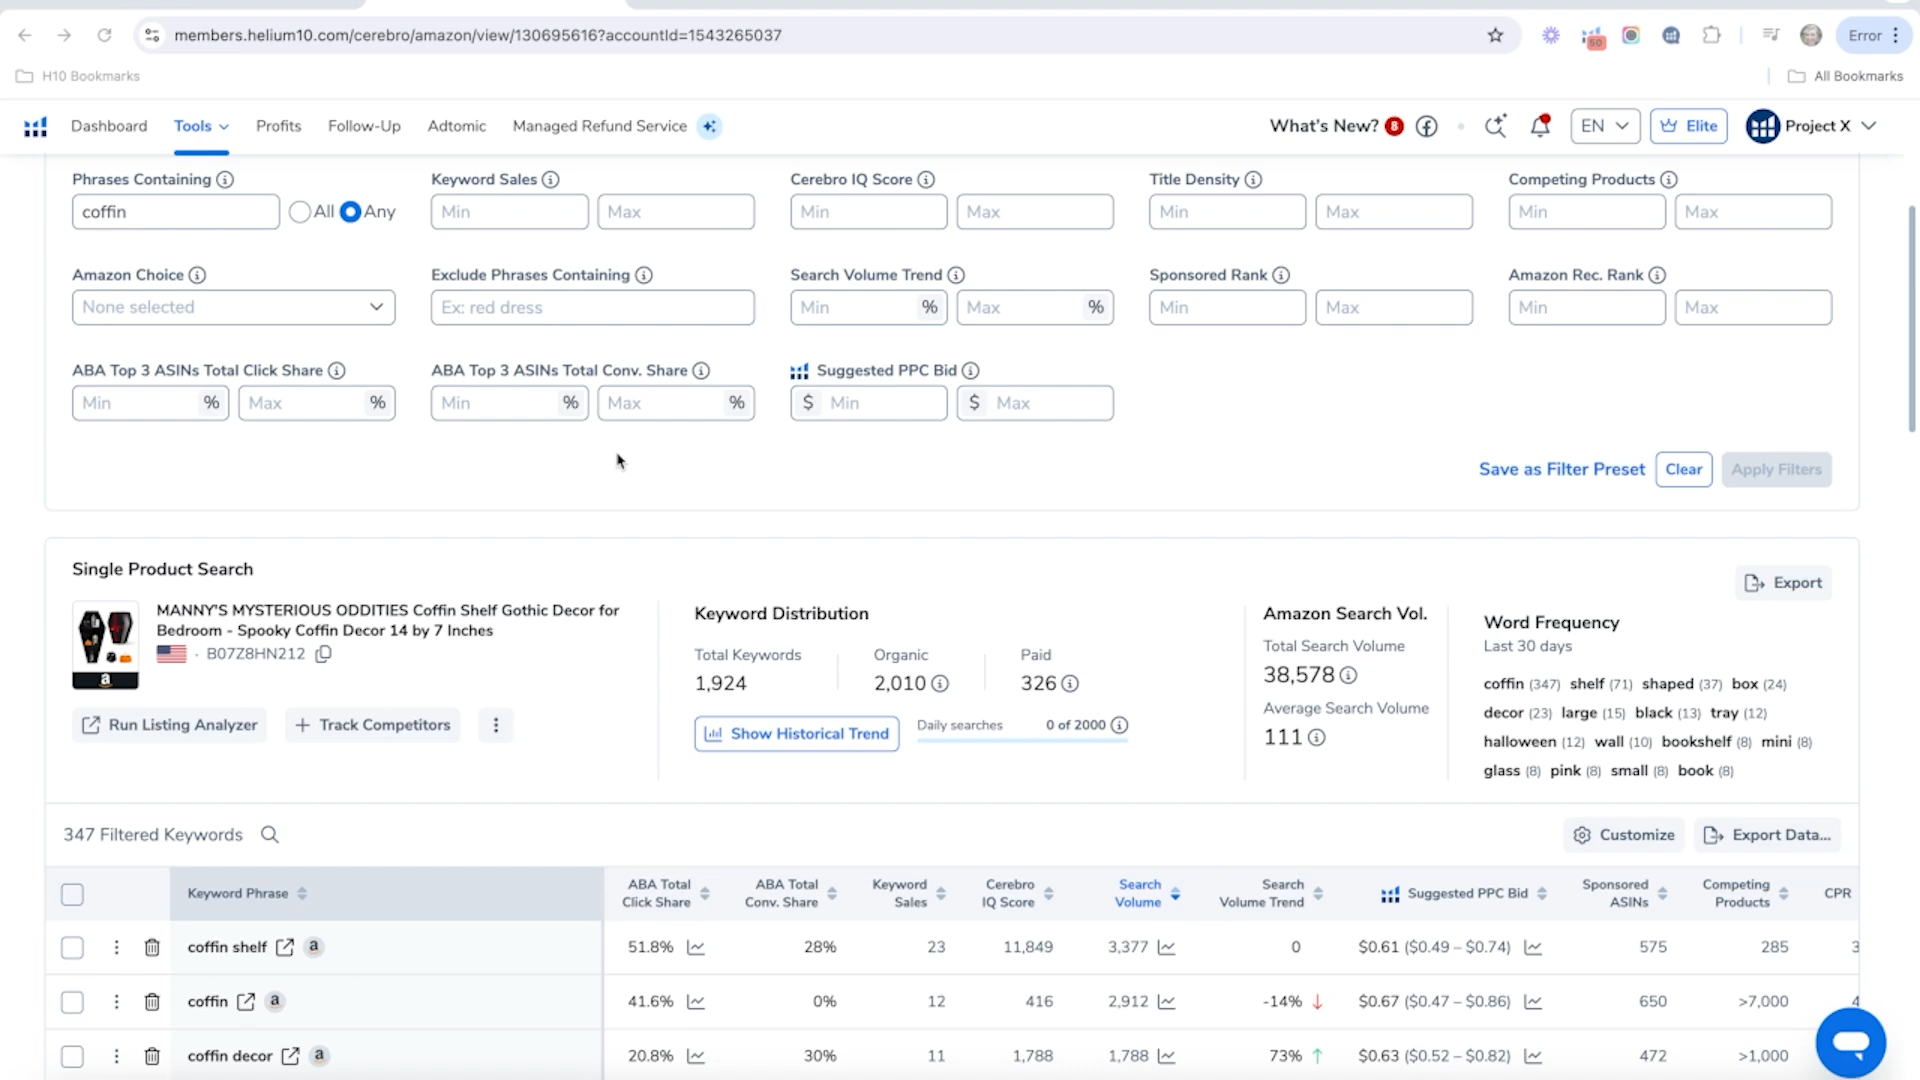 members.helium10.com/cerebro/amazon/view/130695616?accountId=1543265037
Error
H10 Bookmarks
All Bookmarks
Dashboard Tools Profits Follow-Up Adtomic Managed Refund Service What's New? 8 EN Elite Project X
Phrases Containing Keyword Sales Cerebro IQ Score Title Density Competing Products
coffin All Any Min Max Min Max Min Max Min Max
Amazon Choice Exclude Phrases Containing Search Volume Trend Sponsored Rank Amazon Rec. Rank
None selected Ex: red dress Min % Max % Min Max Min Max
ABA Top 3 ASINs Total Click Share ABA Top 3 ASINs Total Conv. Share Suggested PPC Bid
Min % Max % Min % Max % $ Min $ Max
Save as Filter Preset Clear Apply Filters
Single Product Search
Export
MANNY'S MYSTERIOUS ODDITIES Coffin Shelf Gothic Decor for
Bedroom - Spooky Coffin Decor 14 by 7 Inches
· B07Z8HN212
Run Listing Analyzer + Track Competitors
Keyword Distribution
Total Keywords Organic Paid
1,924 2,010 326
Show Historical Trend Daily searches 0 of 2000
Amazon Search Vol.
Total Search Volume
38,578
Average Search Volume
111
Word Frequency
Last 30 days
coffin (347) shelf (71) shaped (37) box (24)
decor (23) large (15) black (13) tray (12)
halloween (12) wall (10) bookshelf (8) mini (8)
glass (8) pink (8) small (8) book (8)
347 Filtered Keywords Customize Export Data...
Keyword Phrase ABA Total Click Share ABA Total Conv. Share Keyword Sales Cerebro IQ Score Search Volume Search Volume Trend Suggested PPC Bid Sponsored ASINs Competing Products CPR
coffin shelf a 51.8% 28% 23 11,849 3,377 0 $0.61 ($0.49 – $0.74) 575 285 3
coffin a 41.6% 0% 12 416 2,912 -14% $0.67 ($0.47 – $0.86) 650 >7,000 4
coffin decor a 20.8% 30% 11 1,788 1,788 73% $0.63 ($0.52 – $0.82) 472 >1,000